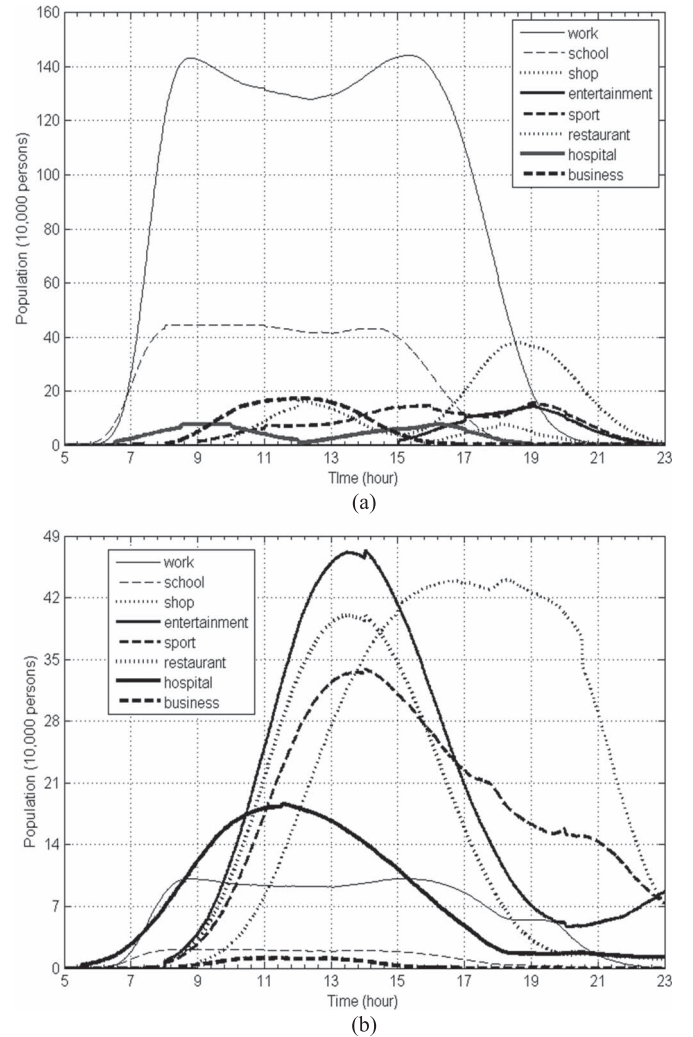 160
140
120
100
80
60
40
20
0
Population (10,000 persons)
work
school
shop
entertainment
sport
restaurant
hospital
business
5 7 9 11 13 15 17 19 21 23
TIme (hour)
(a)
49
42
35
28
21
14
7
0
Population (10,000 persons)
work
school
shop
entertainment
sport
restaurant
hospital
business
5 7 9 11 13 15 17 19 21 23
Time (hour)
(b)